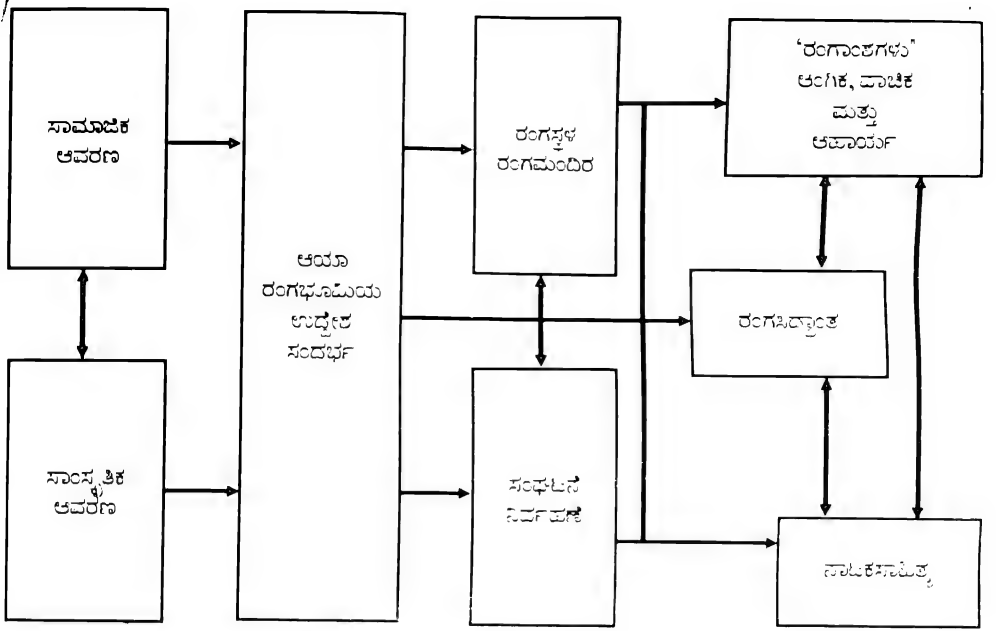 ಸಾಮಾಜಿಕ
ಆವರಣ
ಸಾಂಸ್ಕೃತಿಕ
ಆವರಣ
ಆಯಾ
ರಂಗಭೂಮಿಯ
ಉದ್ದೇಶ
ಸಂದರ್ಭ
ರಂಗಸ್ಥಳ
ರಂಗಮಂದಿರ
ಸಂಘಟನೆ
ನಿರ್ವಹಣೆ
‘ರಂಗಾಂಶಗಳು’
ಆಂಗಿಕ, ವಾಚಿಕ
ಮತ್ತು
ಆಹಾರ್ಯ
ರಂಗಸಿದ್ಧಾಂತ
ನಾಟಕಸಾಹಿತ್ಯ